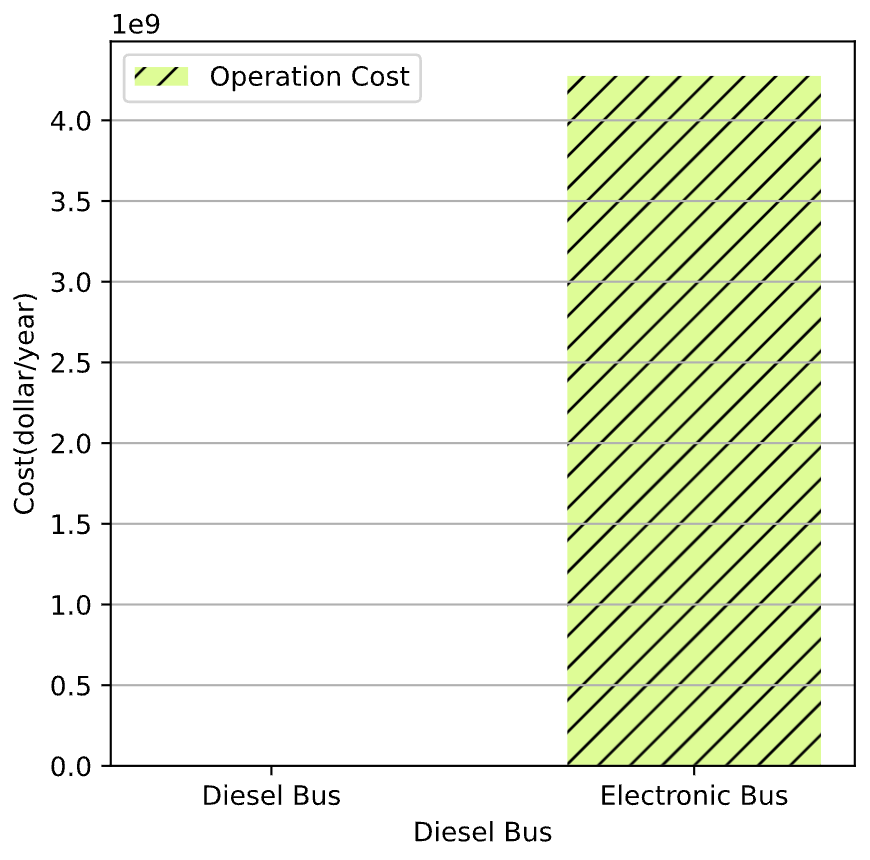 1e9
Operation Cost
4.0
3.5
3.0
2.5
2.0
1.5
1.0
0.5
0.0
Cost(dollar/year)
Diesel Bus
Electronic Bus
Diesel Bus